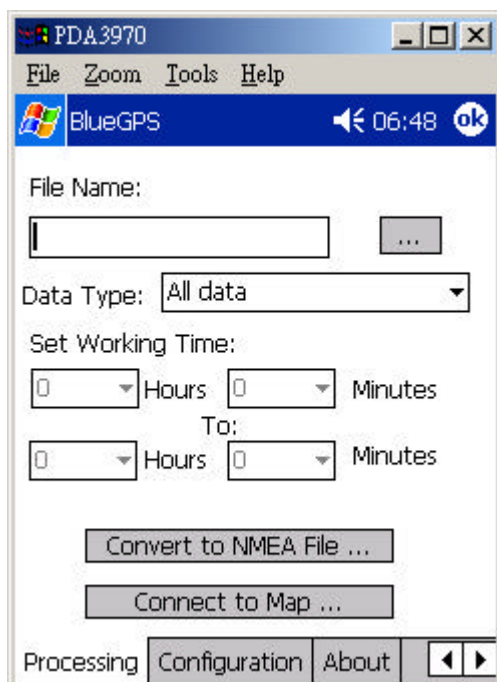 PDA3970
File Zoom Tools Help
BlueGPS 06:48 ok
File Name:
...
Data Type: All data
Set Working Time:
0 Hours 0 Minutes
To:
0 Hours 0 Minutes
Convert to NMEA File ...
Connect to Map ...
Processing Configuration About